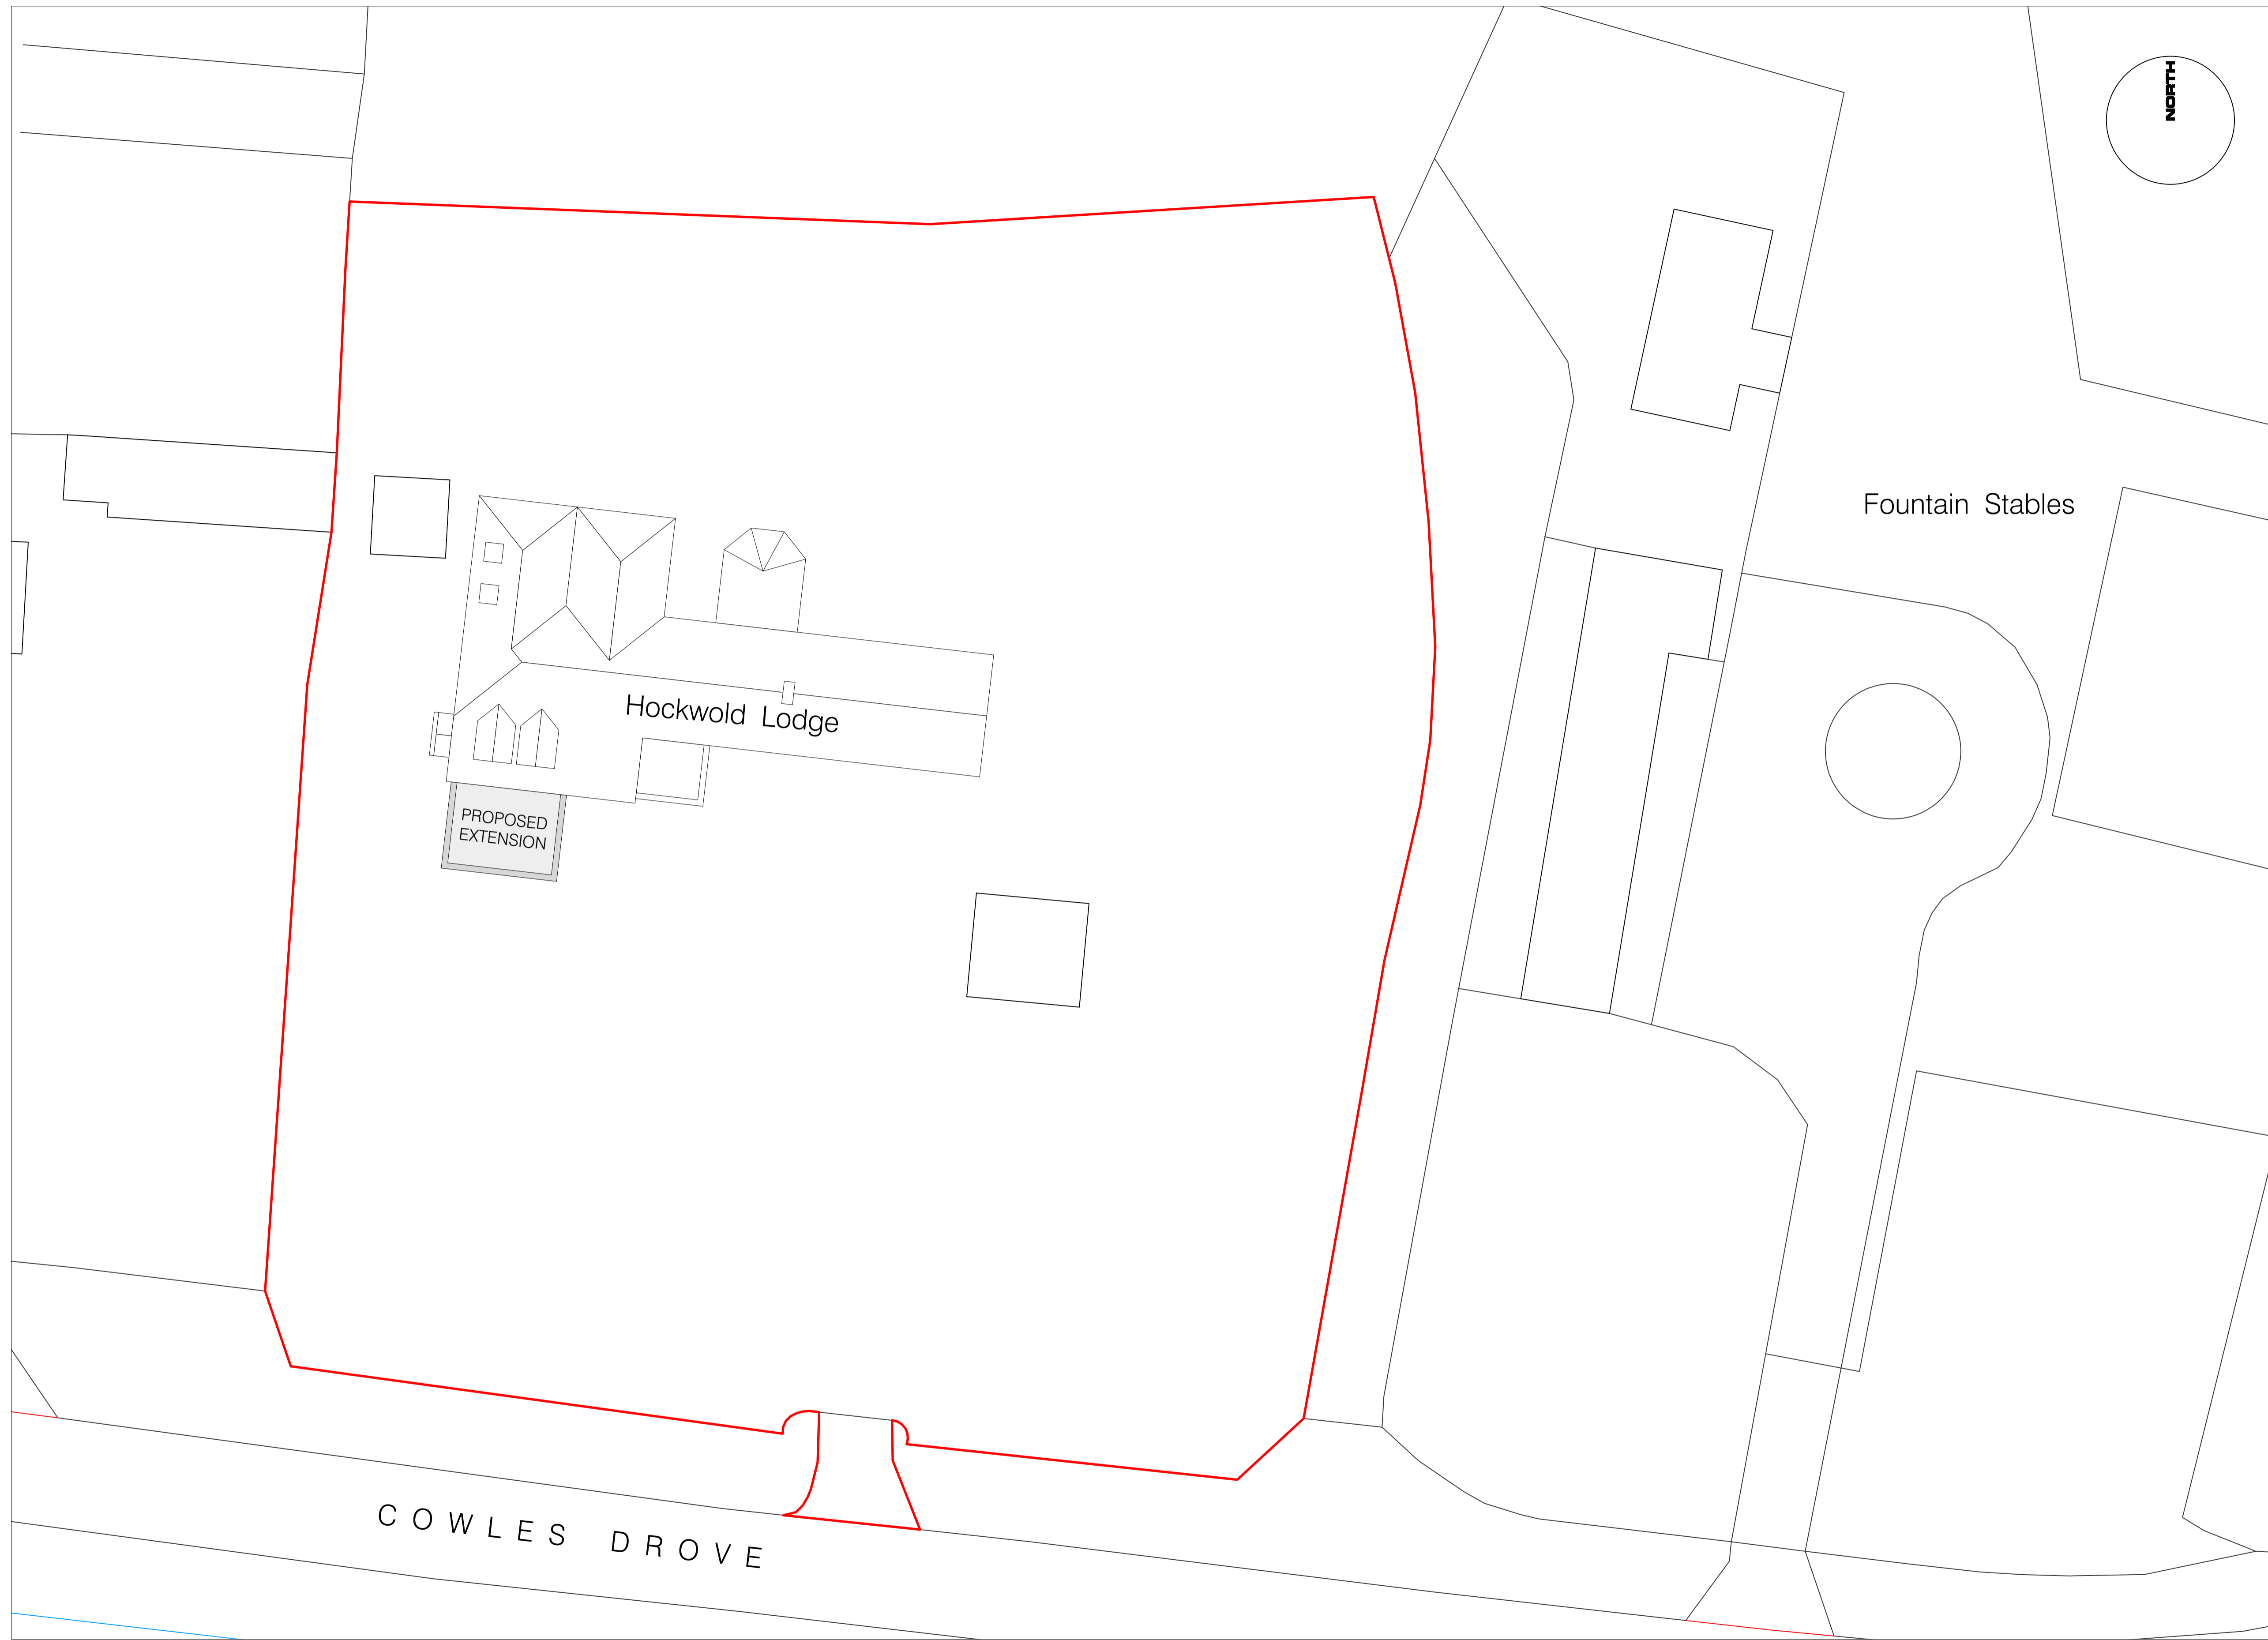 NORTH
Fountain Stables
Hockwold Lodge
PROPOSED
EXTENSION
COWLES DROVE